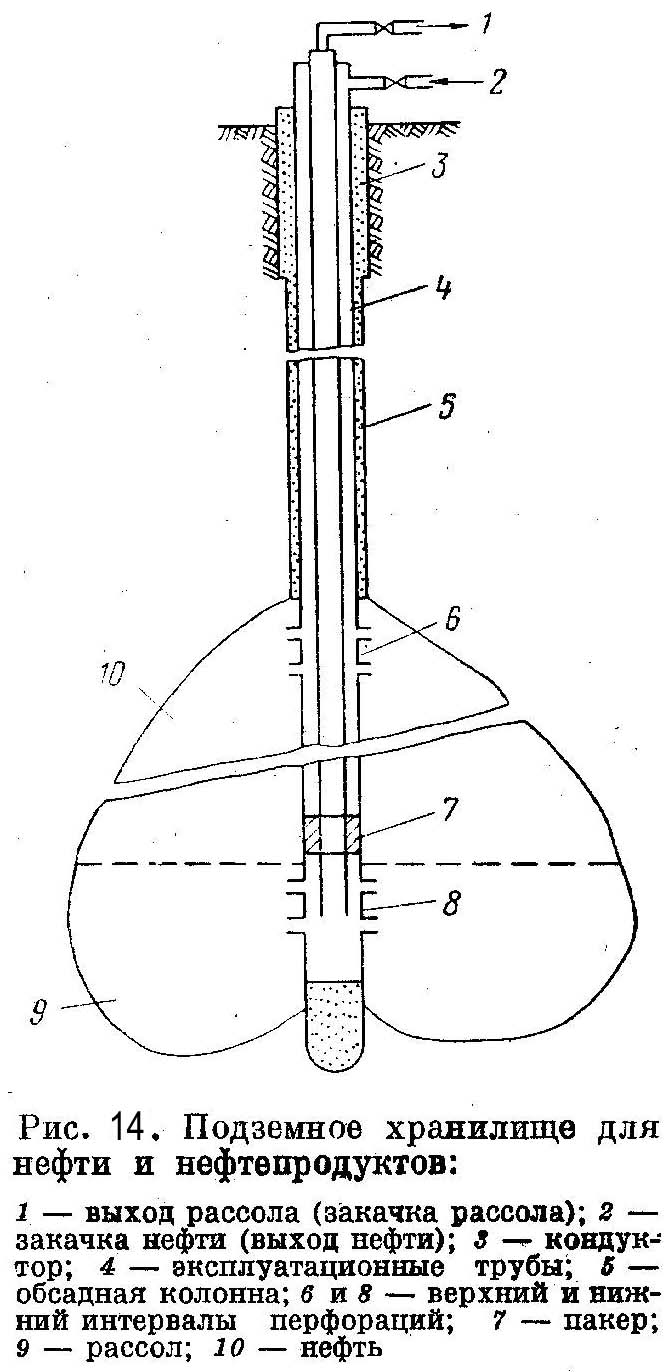 1
2
3
4
5
6
10
7
8
9
Рис. 14. Подземное хранилище для
нефти и нефтепродуктов:
1 — выход рассола (закачка рассола); 2 —
закачка нефти (выход нефти); 3 — кондук-
тор; 4 — эксплуатационные трубы; 5 —
обсадная колонна; 6 и 8 — верхний и ниж-
ний интервалы перфораций; 7 — пакер;
9 — рассол; 10 — нефть